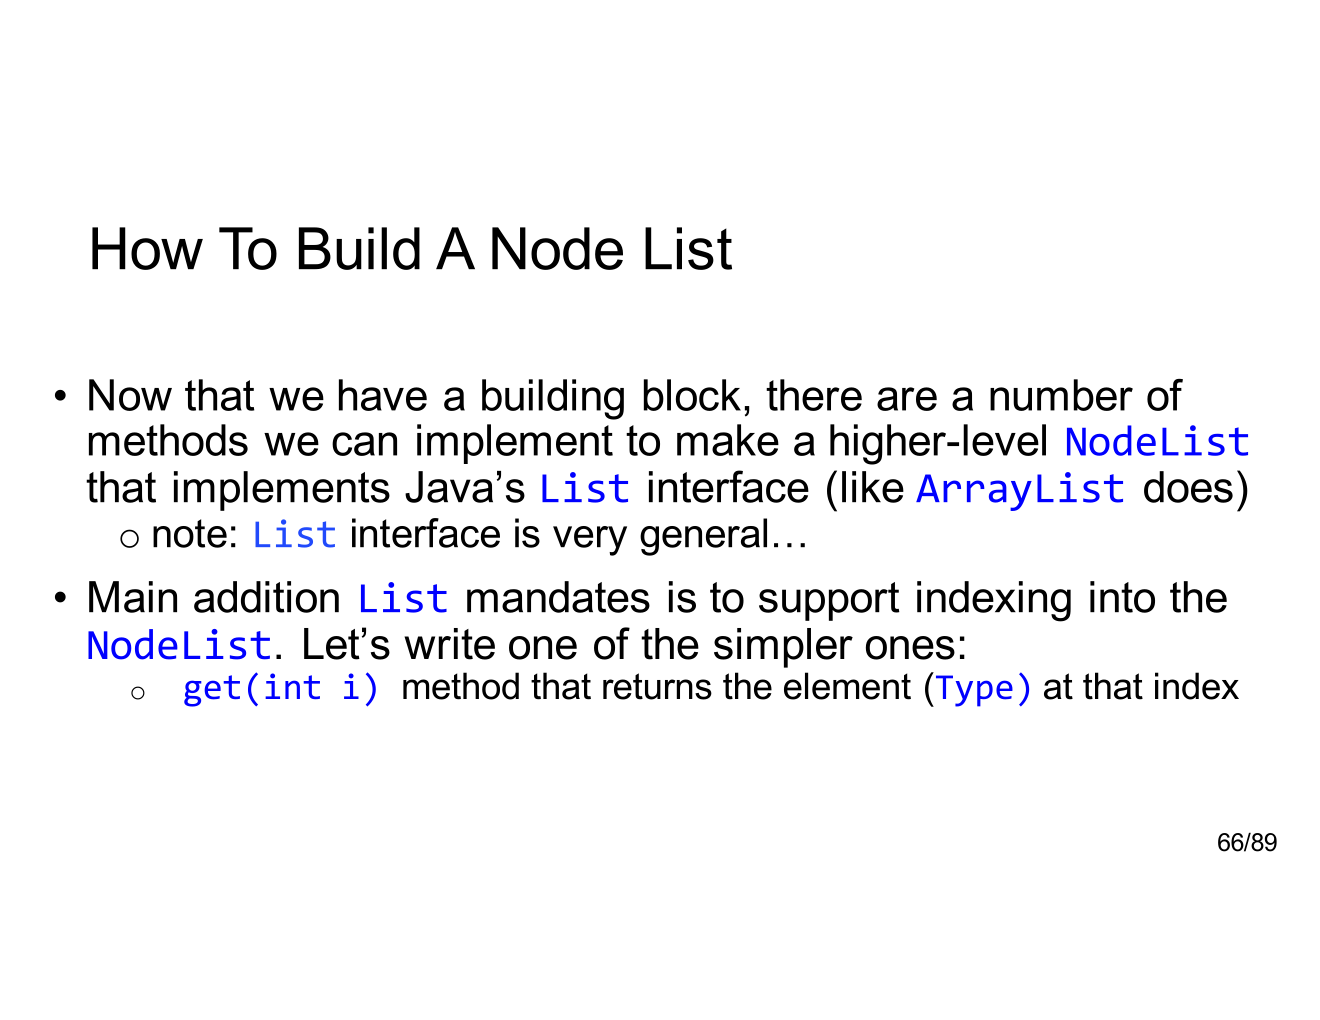 How To Build A Node List
• Now that we have a building block, there are a number of
methods we can implement to make a higher-level NodeList
that implements Java’s List interface (like ArrayList does)
○ note: List interface is very general…
• Main addition List mandates is to support indexing into the
NodeList. Let’s write one of the simpler ones:
○ get(int i) method that returns the element (Type) at that index
66/89